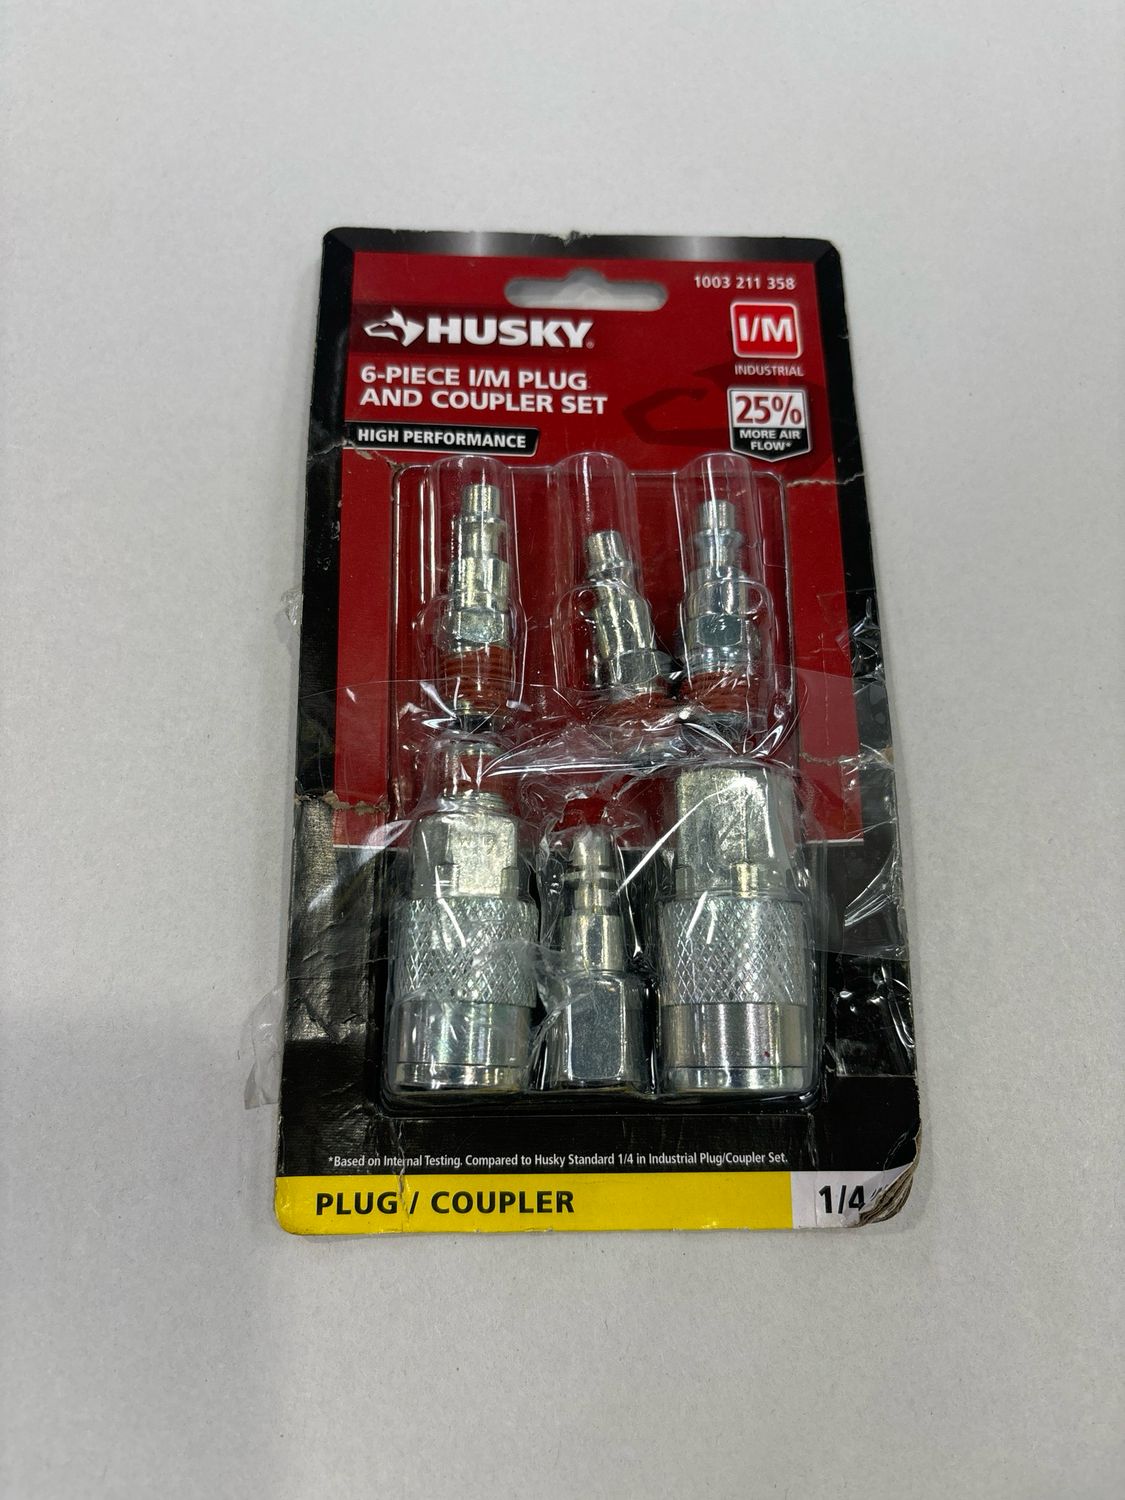 1003 211 358
HUSKY®
I/M
INDUSTRIAL
6-PIECE I/M PLUG
AND COUPLER SET
HIGH PERFORMANCE
25%
MORE AIR
FLOW*
*Based on Internal Testing. Compared to Husky Standard 1/4 in Industrial Plug/Coupler Set.
PLUG / COUPLER
1/4